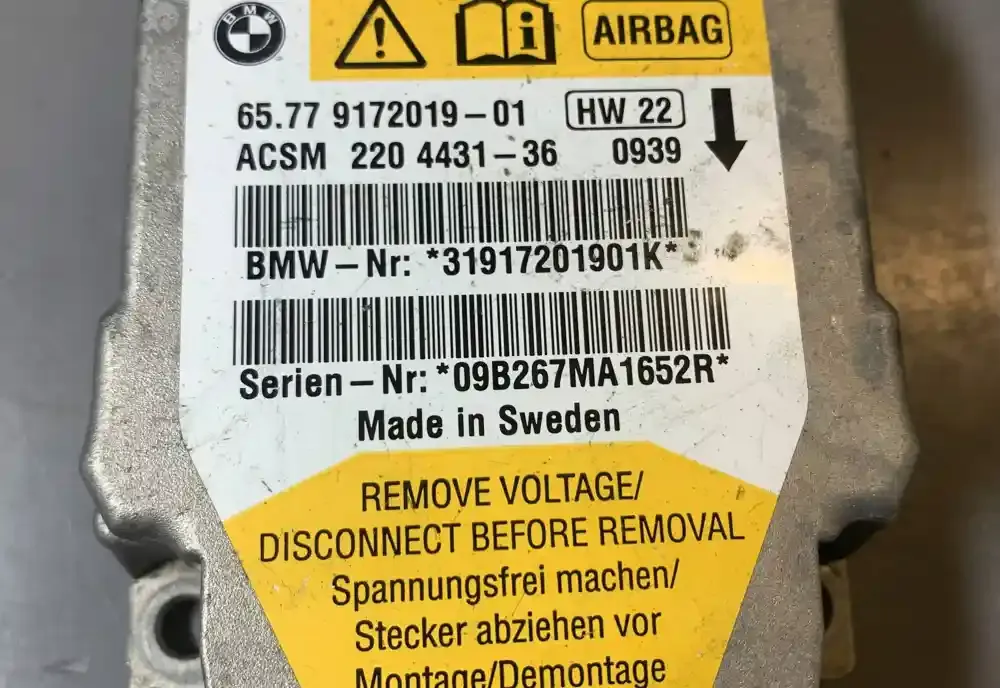 BMW
AIRBAG
65.77 9172019-01 HW 22
ACSM 220 4431-36 0939
BMW-Nr: *31917201901K*
Serien-Nr: *09B267MA1652R*
Made in Sweden
REMOVE VOLTAGE/
DISCONNECT BEFORE REMOVAL
Spannungsfrei machen/
Stecker abziehen vor
Montage/Demontage